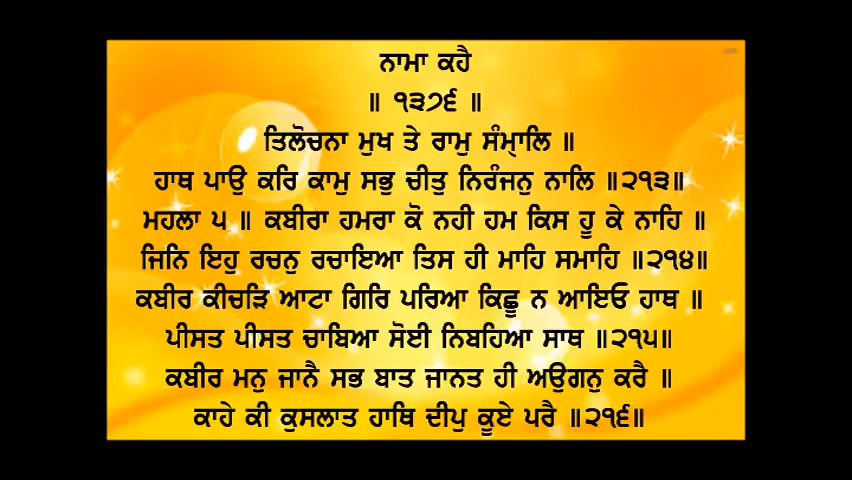 ਨਾਮਾ ਕਹੈ
॥ ੧੩੭੬ ॥
ਤਿਲੋਚਨਾ ਮੁਖ ਤੇ ਰਾਮੁ ਸੰਮ੍ਹਾਲਿ ॥
ਹਾਥ ਪਾਉ ਕਰਿ ਕਾਮੁ ਸਭੁ ਚੀਤੁ ਨਿਰੰਜਨੁ ਨਾਲਿ ॥੨੧੩॥
ਮਹਲਾ ੫ ॥ ਕਬੀਰਾ ਹਮਰਾ ਕੋ ਨਹੀ ਹਮ ਕਿਸ ਹੂ ਕੇ ਨਾਹਿ ॥
ਜਿਨਿ ਇਹੁ ਰਚਨੁ ਰਚਾਇਆ ਤਿਸ ਹੀ ਮਾਹਿ ਸਮਾਹਿ ॥੨੧੪॥
ਕਬੀਰ ਕੀਚੜਿ ਆਟਾ ਗਿਰਿ ਪਰਿਆ ਕਿਛੂ ਨ ਆਇਓ ਹਾਥ ॥
ਪੀਸਤ ਪੀਸਤ ਚਾਬਿਆ ਸੋਈ ਨਿਬਹਿਆ ਸਾਥ ॥੨੧੫॥
ਕਬੀਰ ਮਨੁ ਜਾਨੈ ਸਭ ਬਾਤ ਜਾਨਤ ਹੀ ਅਉਗਨੁ ਕਰੈ ॥
ਕਾਹੇ ਕੀ ਕੁਸਲਾਤ ਹਾਥਿ ਦੀਪੁ ਕੂਏ ਪਰੈ ॥੨੧੬॥